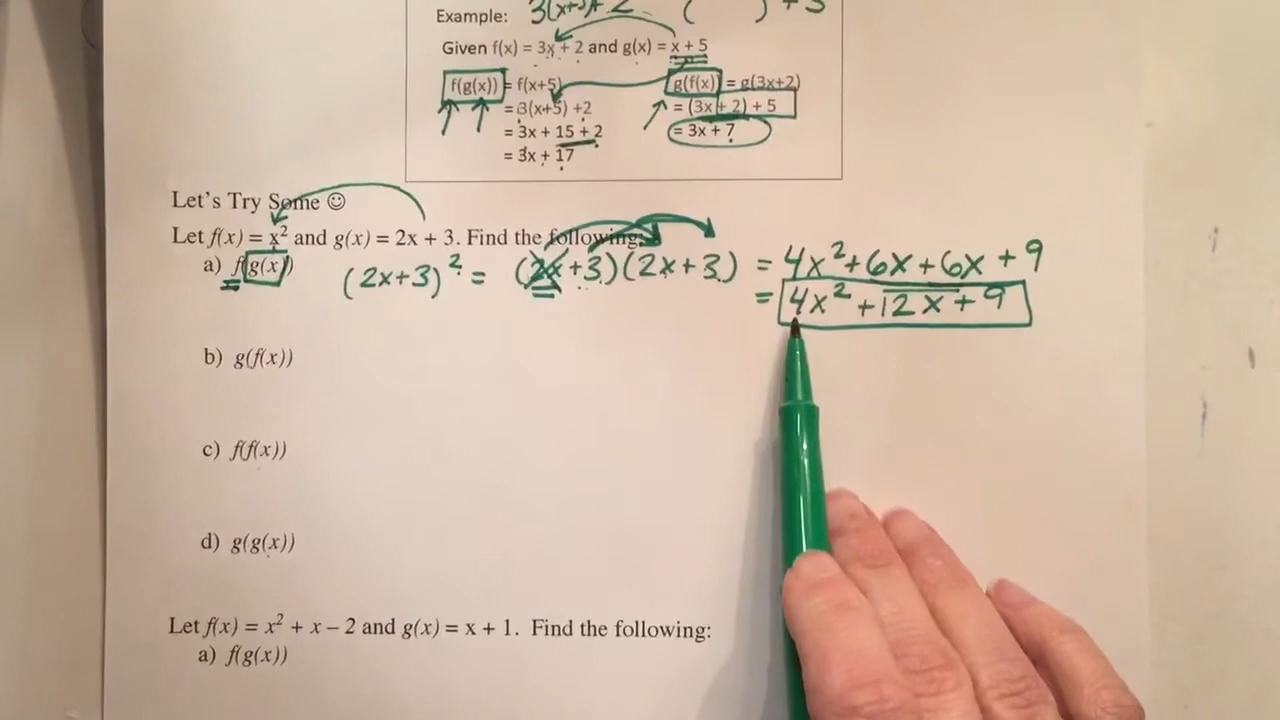 Example: 3(x+5)+2 ( ) + 5
Given f(x) = 3x + 2 and g(x) = x + 5
f(g(x)) = f(x+5) g(f(x)) = g(3x+2)
= 3(x+5) +2 = (3x + 2) + 5
= 3x + 15 + 2 = 3x + 7
= 3x + 17
Let's Try Some ☺
Let f(x) = x² and g(x) = 2x + 3. Find the following:
a) f(g(x)) (2x+3)² = (2x+3)(2x+3) = 4x²+6x+6x+9
= 4x²+12x+9
b) g(f(x))
c) f(f(x))
d) g(g(x))
Let f(x) = x² + x – 2 and g(x) = x + 1. Find the following:
a) f(g(x))